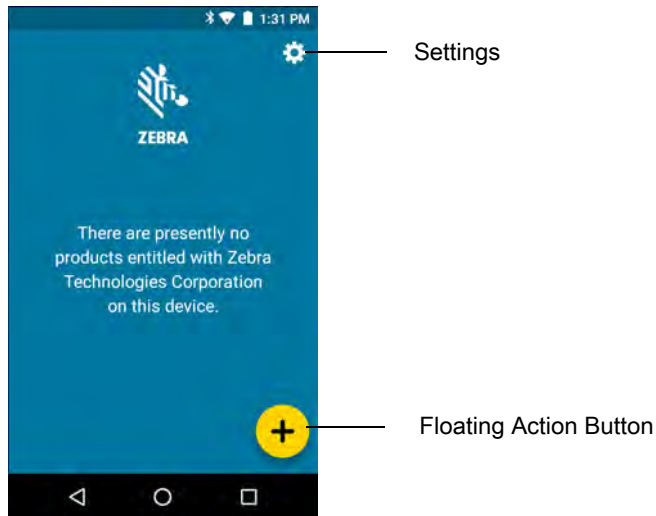 1:31 PM
Settings
ZEBRA
There are presently no
products entitled with Zebra
Technologies Corporation
on this device.
Floating Action Button